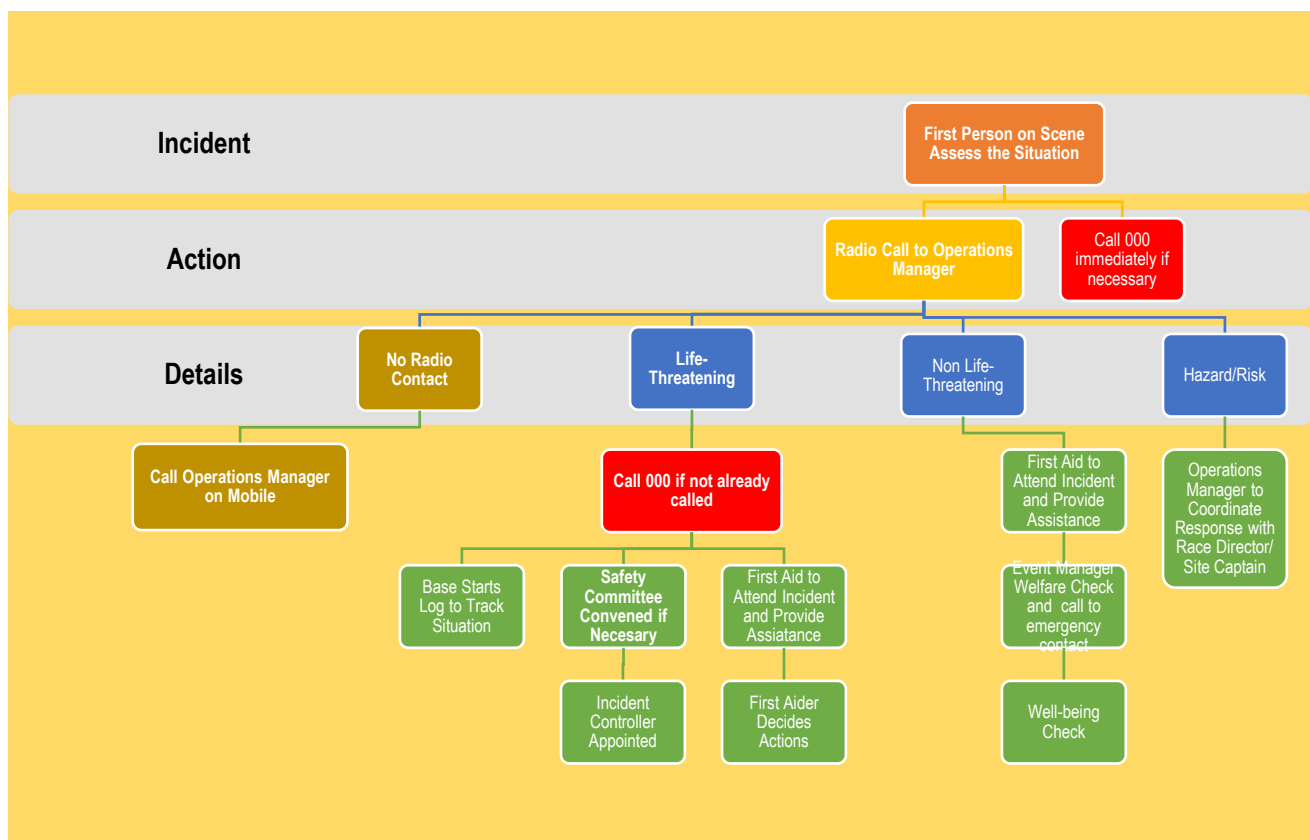 Incident
First Person on Scene
Assess the Situation
Action
Radio Call to Operations
Manager
Call 000
immediately if
necessary
Details
No Radio
Contact
Life-
Threatening
Non Life-
Threatening
Hazard/Risk
Call Operations Manager
on Mobile
Call 000 if not already
called
First Aid to
Attend Incident
and Provide
Assistance
Operations
Manager to
Coordinate
Response with
Race Director/
Site Captain
Base Starts
Log to Track
Situation
Safety
Committee
Convened if
Necesary
First Aid to
Attend Incident
and Provide
Assiatance
Event Manager
Welfare Check
and call to
emergency
contact
Incident
Controller
Appointed
First Aider
Decides
Actions
Well-being
Check